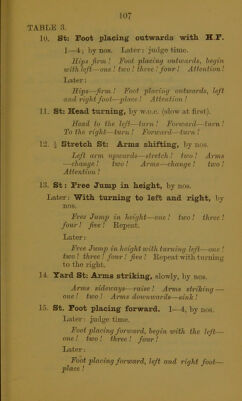 107
TABLE 3.
10. St: Foot placing outwards with H.F.
1—4, by nos. Later: judge time.
Hips firm! Foot placing outwards, begin
with left—one! two! three! four! Attention!
Later:
Hips—firm! Foot placing outwards, left
and right foot—place! Attention!
11. St: Head turning, by w.o.c. (slow at first).
Head to the left—turn! Forward—turn!
To the right—turn! Forward—turn!
12. ½ Stretch St: Arms shifting, by nos.
Left arm upwards—stretch! two! Arms
—change! two! Arms—change! two!
Attention!
13. St: Free Jump in height, by nos.
Later: With turning to left and right, by
nos.
Free Jump in height—one! two! three!
four! five! Repeat.
Later:
Free Jump in height with turning left—one!
two! three! four! five! Repeat with turning
to the right.
14. Yard St: Arms striking, slowly, by nos.
Arms sideways—raise! Arms striking—
one! two! Arms downwards—sink!
15. St. Foot placing forward. 1—4, by nos.
Later: judge time.
Foot placing forward, begin with the left—
one! two! three! four!
Later:
Foot placing forward, left and right foot—
place!